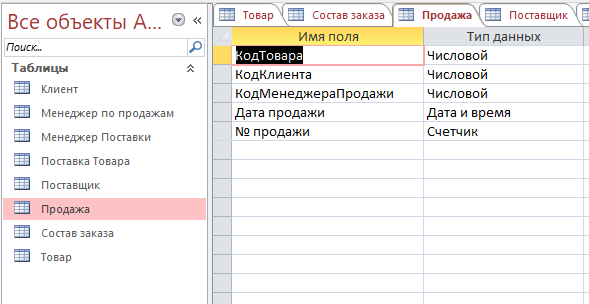 Все объекты A...
Поиск...
Таблицы
Клиент
Менеджер по продажам
Менеджер Поставки
Поставка Товара
Поставщик
Продажа
Состав заказа
Товар
Товар Состав заказа Продажа Поставщик
Имя поля Тип данных
КодТовара Числовой
КодКлиента Числовой
КодМенеджераПродажи Числовой
Дата продажи Дата и время
№ продажи Счетчик